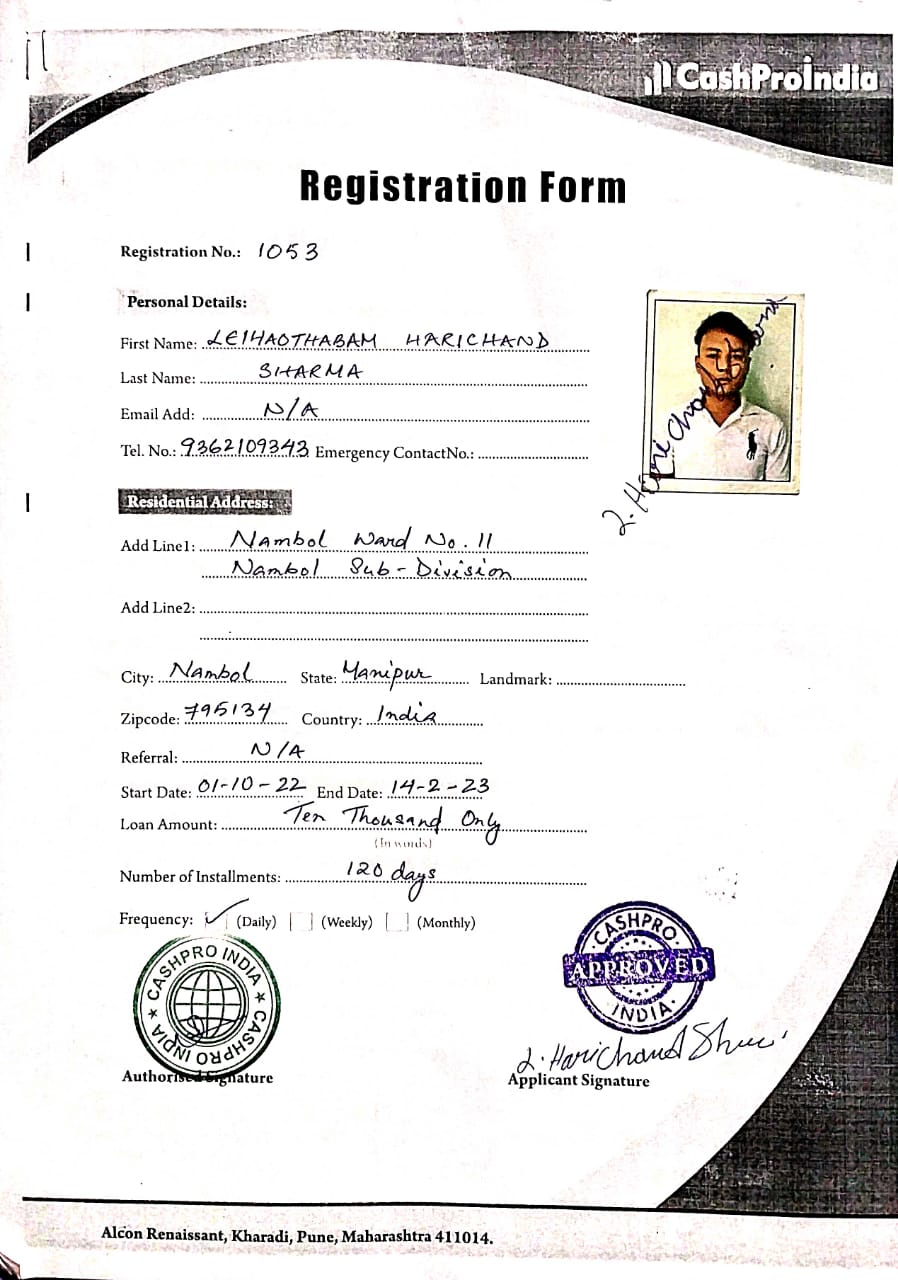 CashProIndia
Registration Form
Registration No.: 1053
Personal Details:
First Name: LEIHAOTHABAM HARICHAND
Last Name: SHARMA
Email Add: N/A
Tel. No.: 9362109343 Emergency ContactNo.:
Residential Address:
Add Line1: Nambol Ward No. 11
Nambol Sub-Division
Add Line2:
City: Nambol State: Manipur Landmark:
Zipcode: 795134 Country: India
Referral: N/A
Start Date: 01-10-22 End Date: 14-2-23
Loan Amount: Ten Thousand Only
(In words)
Number of Installments: 120 days
Frequency: (Daily) (Weekly) (Monthly)
CASHPRO INDIA ★ CASHPRO INDIA ★
CASHPRO
APPROVED
INDIA
L. Harichand
Authorised Signature
Applicant Signature
Alcon Renaissant, Kharadi, Pune, Maharashtra 411014.